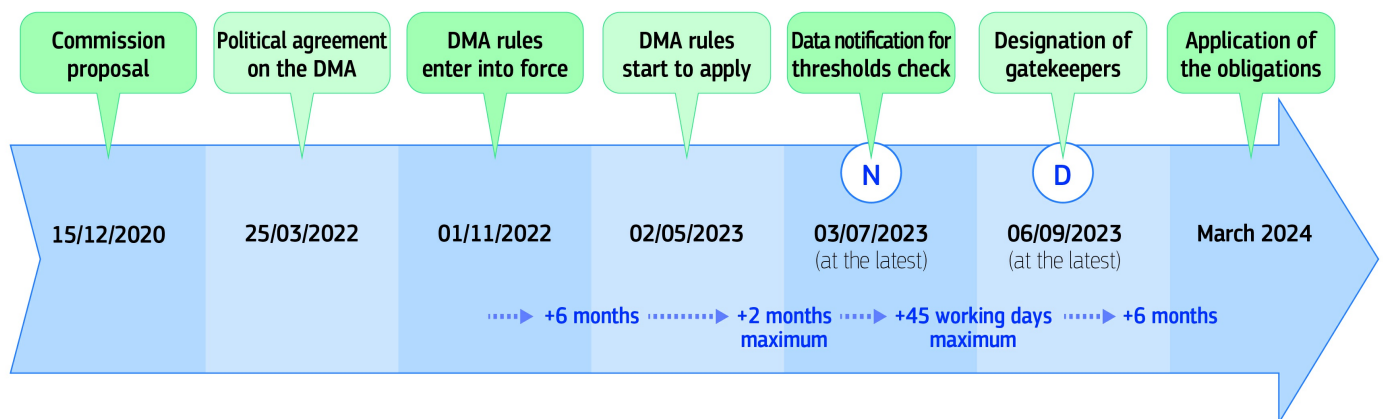 Commission
proposal
Political agreement
on the DMA
DMA rules
enter into force
DMA rules
start to apply
Data notification for
thresholds check
Designation of
gatekeepers
Application of
the obligations
N
D
15/12/2020
25/03/2022
01/11/2022
02/05/2023
03/07/2023
(at the latest)
06/09/2023
(at the latest)
March 2024
+6 months
+2 months
maximum
+45 working days
maximum
+6 months